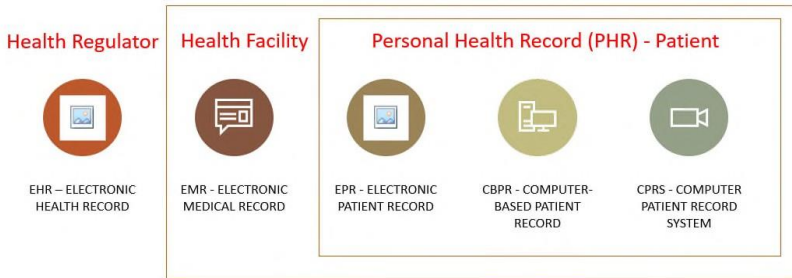 Health Regulator
Health Facility
Personal Health Record (PHR) - Patient
EHR – ELECTRONIC
HEALTH RECORD
EMR - ELECTRONIC
MEDICAL RECORD
EPR - ELECTRONIC
PATIENT RECORD
CBPR - COMPUTER-
BASED PATIENT
RECORD
CPRS - COMPUTER
PATIENT RECORD
SYSTEM